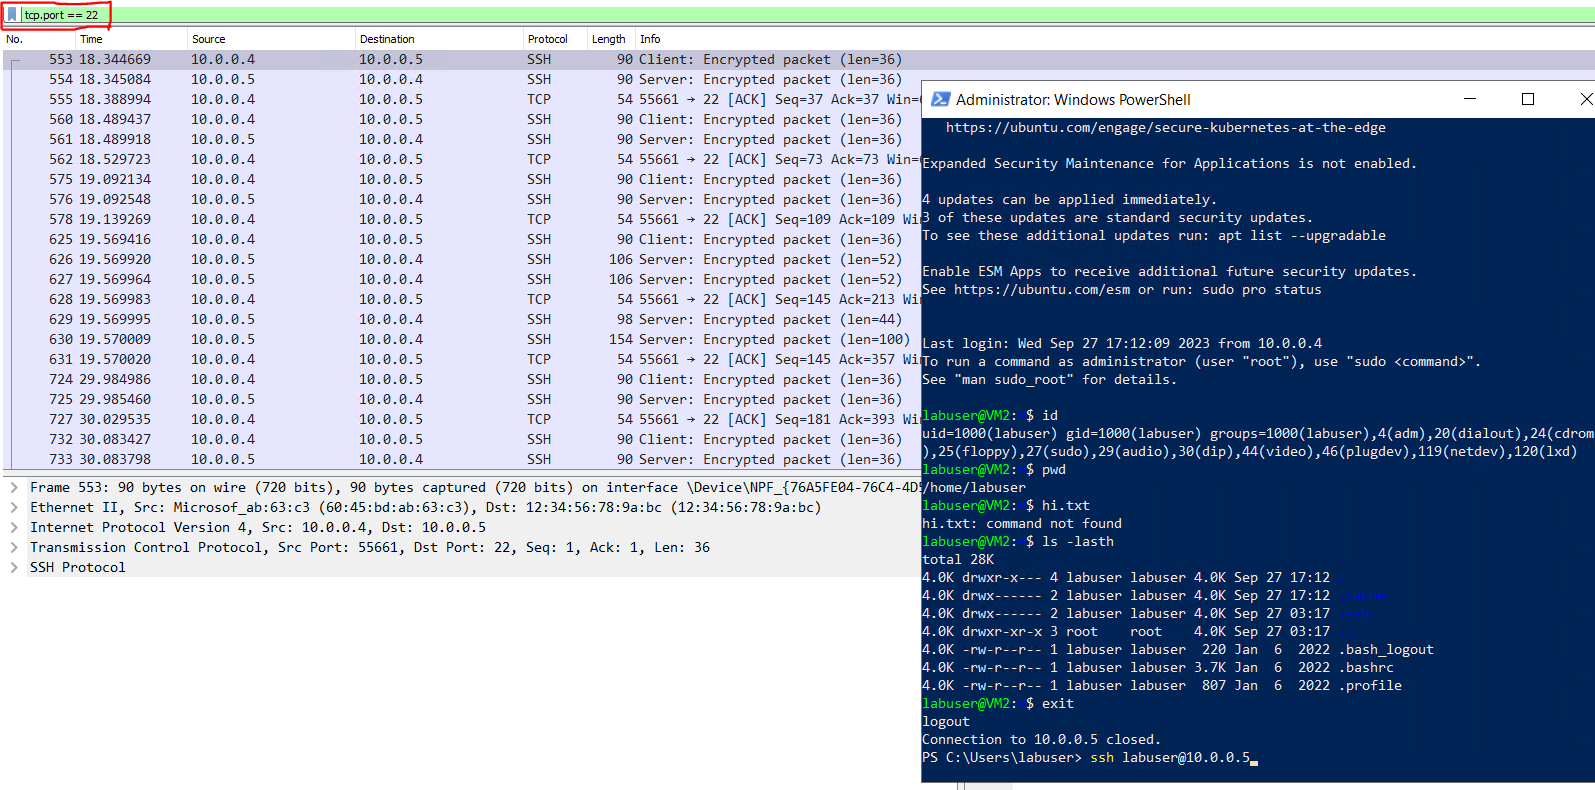 tcp.port == 22
No. Time Source Destination Protocol Length Info
553 18.344669 10.0.0.4 10.0.0.5 SSH 90 Client: Encrypted packet (len=36)
554 18.345084 10.0.0.5 10.0.0.4 SSH 90 Server: Encrypted packet (len=36)
555 18.388994 10.0.0.4 10.0.0.5 TCP 54 55661 → 22 [ACK] Seq=37 Ack=37 Win=
560 18.489437 10.0.0.4 10.0.0.5 SSH 90 Client: Encrypted packet (len=36)
561 18.489918 10.0.0.5 10.0.0.4 SSH 90 Server: Encrypted packet (len=36)
562 18.529723 10.0.0.4 10.0.0.5 TCP 54 55661 → 22 [ACK] Seq=73 Ack=73 Win=
575 19.092134 10.0.0.4 10.0.0.5 SSH 90 Client: Encrypted packet (len=36)
576 19.092548 10.0.0.5 10.0.0.4 SSH 90 Server: Encrypted packet (len=36)
578 19.139269 10.0.0.4 10.0.0.5 TCP 54 55661 → 22 [ACK] Seq=109 Ack=109 Win
625 19.569416 10.0.0.4 10.0.0.5 SSH 90 Client: Encrypted packet (len=36)
626 19.569920 10.0.0.5 10.0.0.4 SSH 106 Server: Encrypted packet (len=52)
627 19.569964 10.0.0.5 10.0.0.4 SSH 106 Server: Encrypted packet (len=52)
628 19.569983 10.0.0.4 10.0.0.5 TCP 54 55661 → 22 [ACK] Seq=145 Ack=213 Win
629 19.569995 10.0.0.5 10.0.0.4 SSH 98 Server: Encrypted packet (len=44)
630 19.570009 10.0.0.5 10.0.0.4 SSH 154 Server: Encrypted packet (len=100)
631 19.570020 10.0.0.4 10.0.0.5 TCP 54 55661 → 22 [ACK] Seq=145 Ack=357 Win
724 29.984986 10.0.0.4 10.0.0.5 SSH 90 Client: Encrypted packet (len=36)
725 29.985460 10.0.0.5 10.0.0.4 SSH 90 Server: Encrypted packet (len=36)
727 30.029535 10.0.0.4 10.0.0.5 TCP 54 55661 → 22 [ACK] Seq=181 Ack=393 Win
732 30.083427 10.0.0.4 10.0.0.5 SSH 90 Client: Encrypted packet (len=36)
733 30.083798 10.0.0.5 10.0.0.4 SSH 90 Server: Encrypted packet (len=36)
Frame 553: 90 bytes on wire (720 bits), 90 bytes captured (720 bits) on interface \Device\NPF_{76A5FE04-76C4-4D5
Ethernet II, Src: Microsof_ab:63:c3 (60:45:bd:ab:63:c3), Dst: 12:34:56:78:9a:bc (12:34:56:78:9a:bc)
Internet Protocol Version 4, Src: 10.0.0.4, Dst: 10.0.0.5
Transmission Control Protocol, Src Port: 55661, Dst Port: 22, Seq: 1, Ack: 1, Len: 36
SSH Protocol
Administrator: Windows PowerShell
https://ubuntu.com/engage/secure-kubernetes-at-the-edge
Expanded Security Maintenance for Applications is not enabled.
4 updates can be applied immediately.
3 of these updates are standard security updates.
To see these additional updates run: apt list --upgradable
Enable ESM Apps to receive additional future security updates.
See https://ubuntu.com/esm or run: sudo pro status
Last login: Wed Sep 27 17:12:09 2023 from 10.0.0.4
To run a command as administrator (user "root"), use "sudo <command>".
See "man sudo_root" for details.
labuser@VM2: $ id
uid=1000(labuser) gid=1000(labuser) groups=1000(labuser),4(adm),20(dialout),24(cdrom
),25(floppy),27(sudo),29(audio),30(dip),44(video),46(plugdev),119(netdev),120(lxd)
labuser@VM2: $ pwd
/home/labuser
labuser@VM2: $ hi.txt
hi.txt: command not found
labuser@VM2: $ ls -lasth
total 28K
4.0K drwxr-x--- 4 labuser labuser 4.0K Sep 27 17:12
4.0K drwx------ 2 labuser labuser 4.0K Sep 27 17:12
4.0K drwx------ 2 labuser labuser 4.0K Sep 27 03:17
4.0K drwxr-xr-x 3 root root 4.0K Sep 27 03:17
4.0K -rw-r--r-- 1 labuser labuser 220 Jan 6 2022 .bash_logout
4.0K -rw-r--r-- 1 labuser labuser 3.7K Jan 6 2022 .bashrc
4.0K -rw-r--r-- 1 labuser labuser 807 Jan 6 2022 .profile
labuser@VM2: $ exit
logout
Connection to 10.0.0.5 closed.
PS C:\Users\labuser> ssh labuser@10.0.0.5